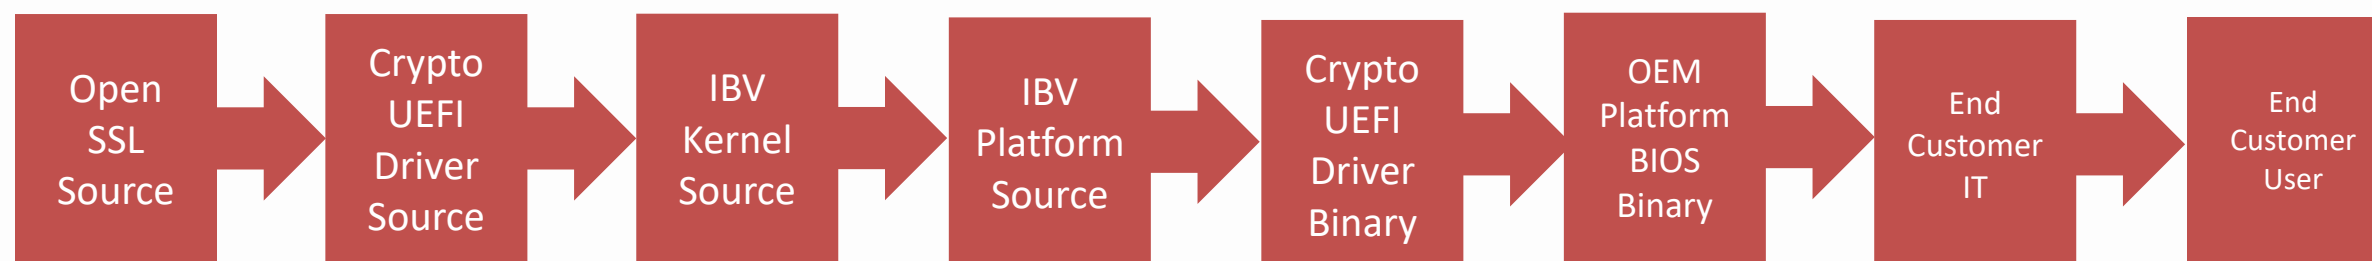 Open
SSL
Source
Crypto
UEFI
Driver
Source
IBV
Kernel
Source
IBV
Platform
Source
Crypto
UEFI
Driver
Binary
OEM
Platform
BIOS
Binary
End
Customer
IT
End
Customer
User